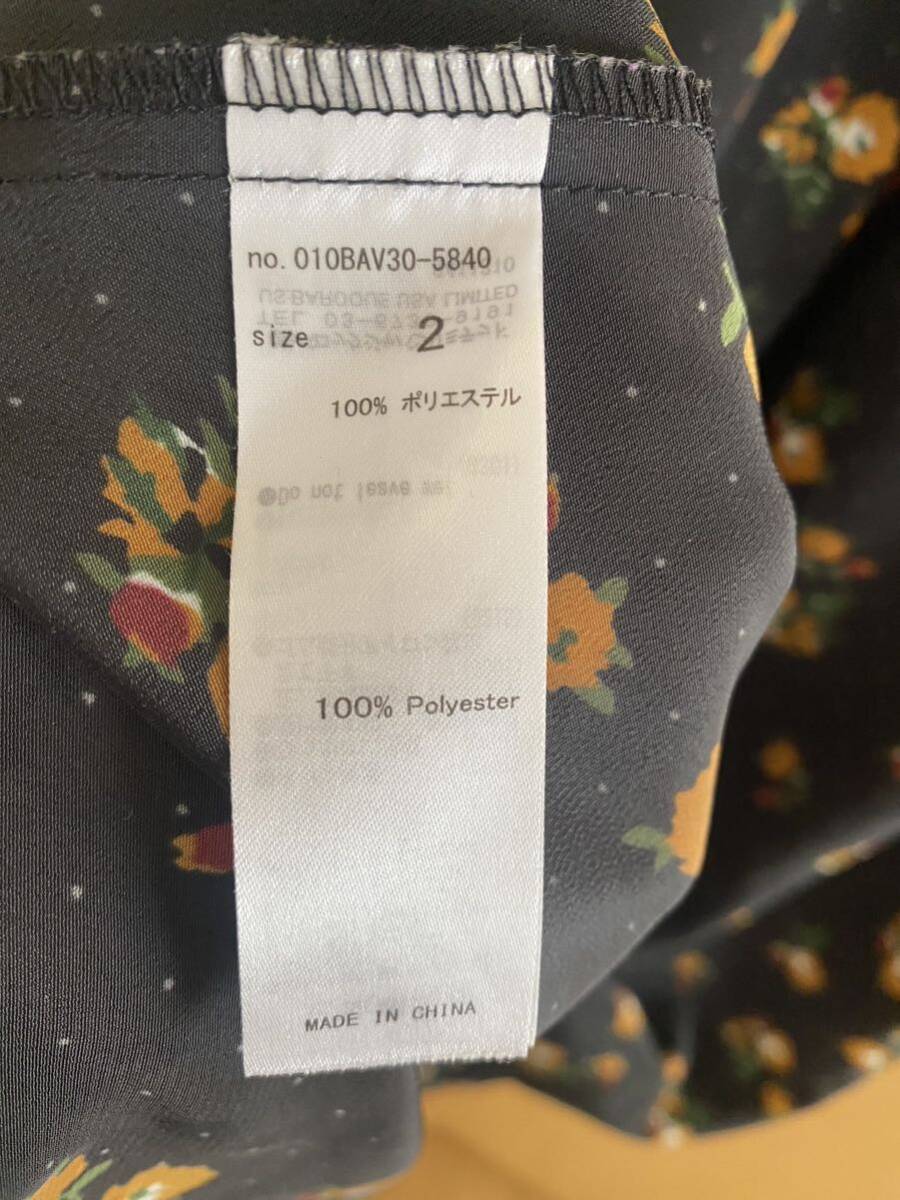 no. 010BAV30-5840
size 2
100% ポリエステル
100% Polyester
MADE IN CHINA